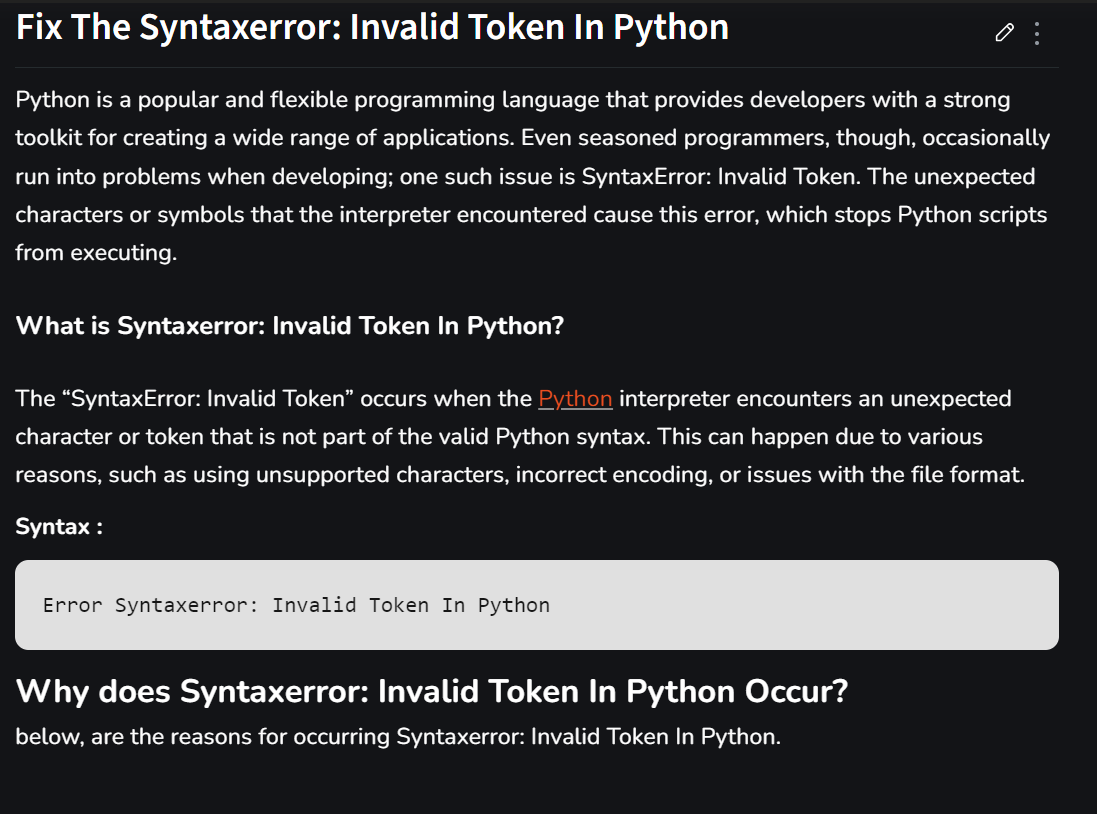 Fix The Syntaxerror: Invalid Token In Python
Python is a popular and flexible programming language that provides developers with a strong
toolkit for creating a wide range of applications. Even seasoned programmers, though, occasionally
run into problems when developing; one such issue is SyntaxError: Invalid Token. The unexpected
characters or symbols that the interpreter encountered cause this error, which stops Python scripts
from executing.
What is Syntaxerror: Invalid Token In Python?
The “SyntaxError: Invalid Token” occurs when the Python interpreter encounters an unexpected
character or token that is not part of the valid Python syntax. This can happen due to various
reasons, such as using unsupported characters, incorrect encoding, or issues with the file format.
Syntax :
Error Syntaxerror: Invalid Token In Python
Why does Syntaxerror: Invalid Token In Python Occur?
below, are the reasons for occurring Syntaxerror: Invalid Token In Python.